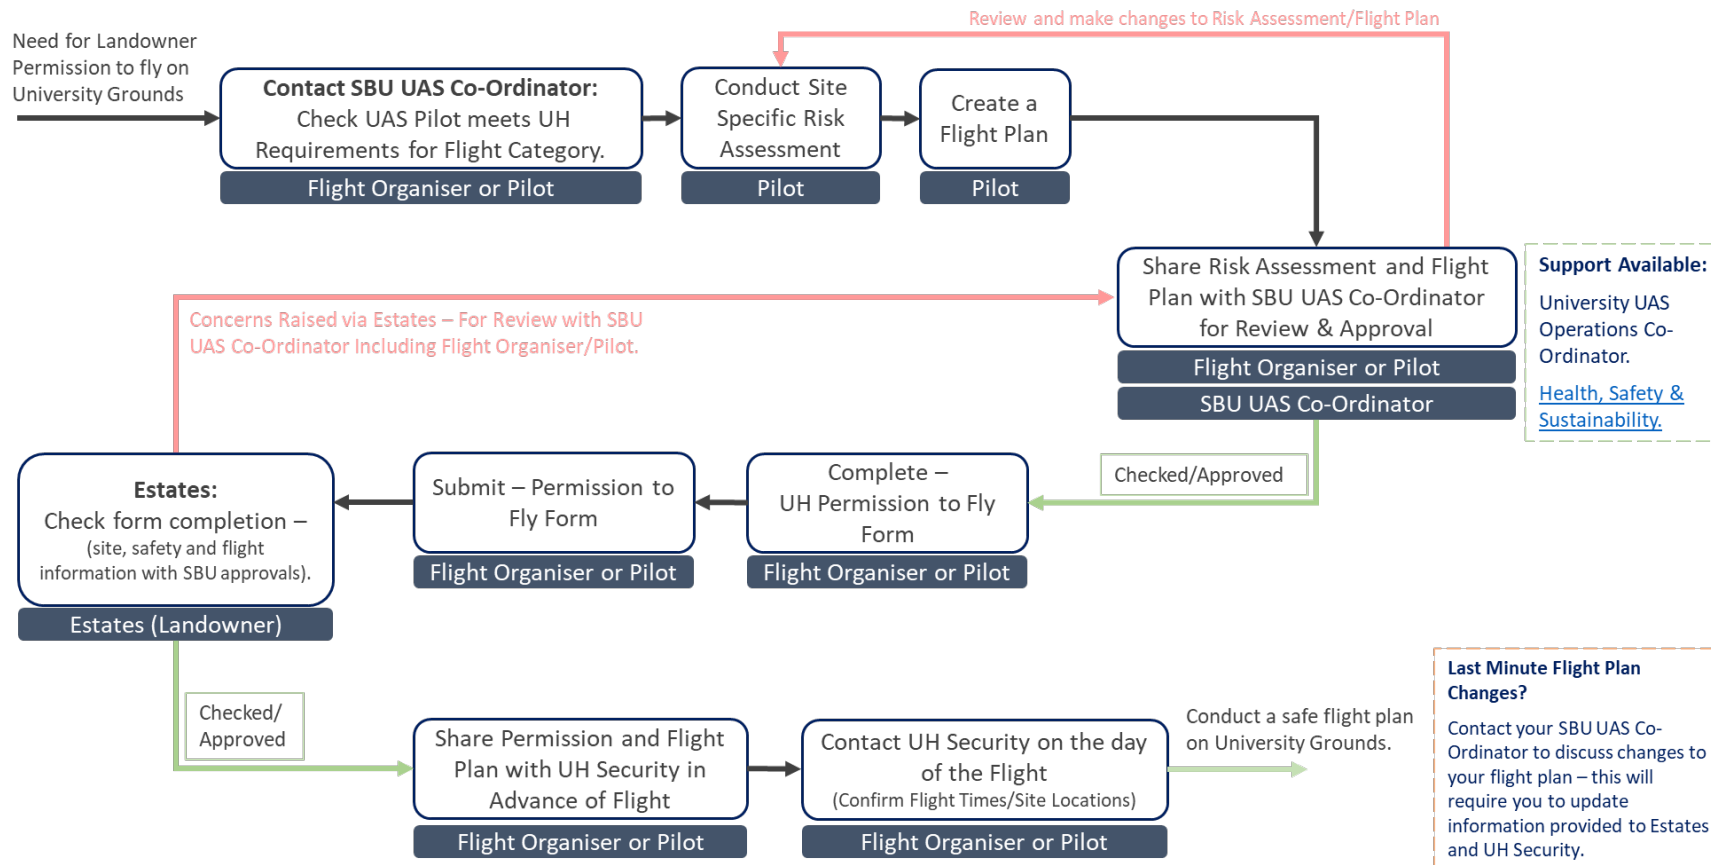 Review and make changes to Risk Assessment/Flight Plan
Need for Landowner
Permission to fly on
University Grounds
Contact SBU UAS Co-Ordinator:
Check UAS Pilot meets UH
Requirements for Flight Category.
Flight Organiser or Pilot
Conduct Site
Specific Risk
Assessment
Pilot
Create a
Flight Plan
Pilot
Share Risk Assessment and Flight
Plan with SBU UAS Co-Ordinator
for Review & Approval
Flight Organiser or Pilot
SBU UAS Co-Ordinator
Support Available:
University UAS
Operations Co-
Ordinator.
Health, Safety &
Sustainability.
Concerns Raised via Estates – For Review with SBU
UAS Co-Ordinator Including Flight Organiser/Pilot.
Checked/Approved
Complete –
UH Permission to Fly
Form
Flight Organiser or Pilot
Submit – Permission to
Fly Form
Flight Organiser or Pilot
Estates:
Check form completion –
(site, safety and flight
information with SBU approvals).
Estates (Landowner)
Checked/
Approved
Share Permission and Flight
Plan with UH Security in
Advance of Flight
Flight Organiser or Pilot
Contact UH Security on the day
of the Flight
(Confirm Flight Times/Site Locations)
Flight Organiser or Pilot
Conduct a safe flight plan
on University Grounds.
Last Minute Flight Plan
Changes?
Contact your SBU UAS Co-
Ordinator to discuss changes to
your flight plan – this will
require you to update
information provided to Estates
and UH Security.